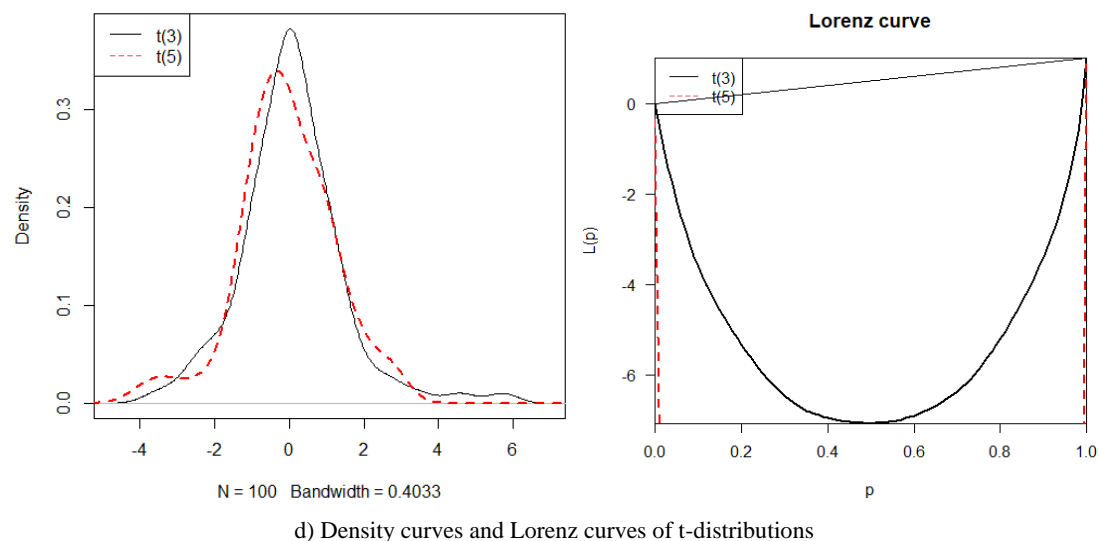 t(3)
t(5)
Density
0.0
0.1
0.2
0.3
-4
-2
0
2
4
6
N = 100 Bandwidth = 0.4033
Lorenz curve
t(3)
t(5)
L(p)
0
-2
-4
-6
0.0
0.2
0.4
0.6
0.8
1.0
p
d) Density curves and Lorenz curves of t-distributions